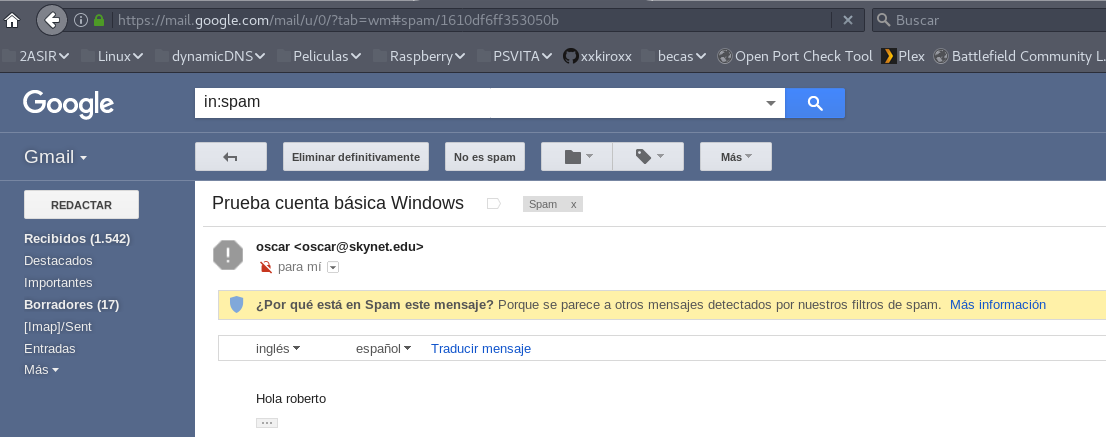 https://mail.google.com/mail/u/0/?tab=wm#spam/1610df6ff353050b
Buscar
2ASIR Linux dynamicDNS Peliculas Raspberry PSVITA xxkiroxx becas Open Port Check Tool Plex Battlefield Community L.
Google
in:spam
Gmail
Eliminar definitivamente No es spam Más
REDACTAR
Prueba cuenta básica Windows Spam x
Recibidos (1.542)
Destacados
Importantes
Borradores (17)
[Imap]/Sent
Entradas
Más
oscar <oscar@skynet.edu>
para mí
¿Por qué está en Spam este mensaje? Porque se parece a otros mensajes detectados por nuestros filtros de spam. Más información
inglés español Traducir mensaje
Hola roberto